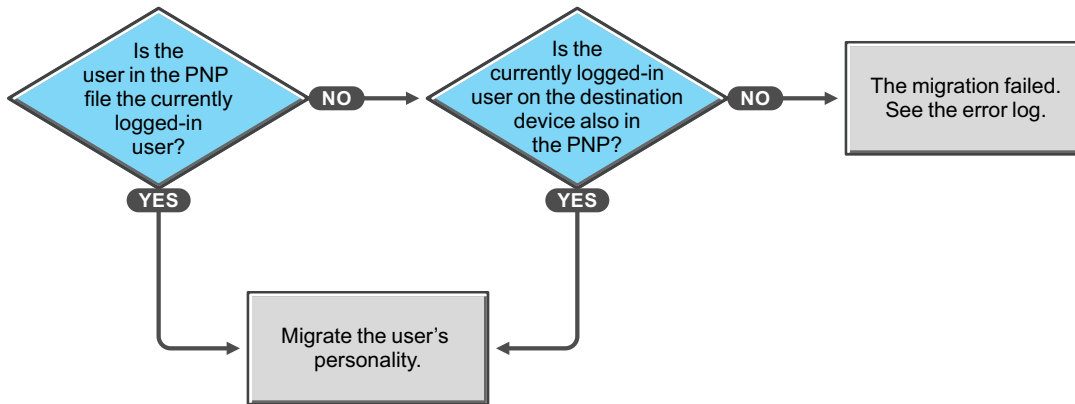 Is the
user in the PNP
file the currently
logged-in
user?
NO
Is the
currently logged-in
user on the destination
device also in
the PNP?
NO
The migration failed.
See the error log.
YES
YES
Migrate the user’s
personality.